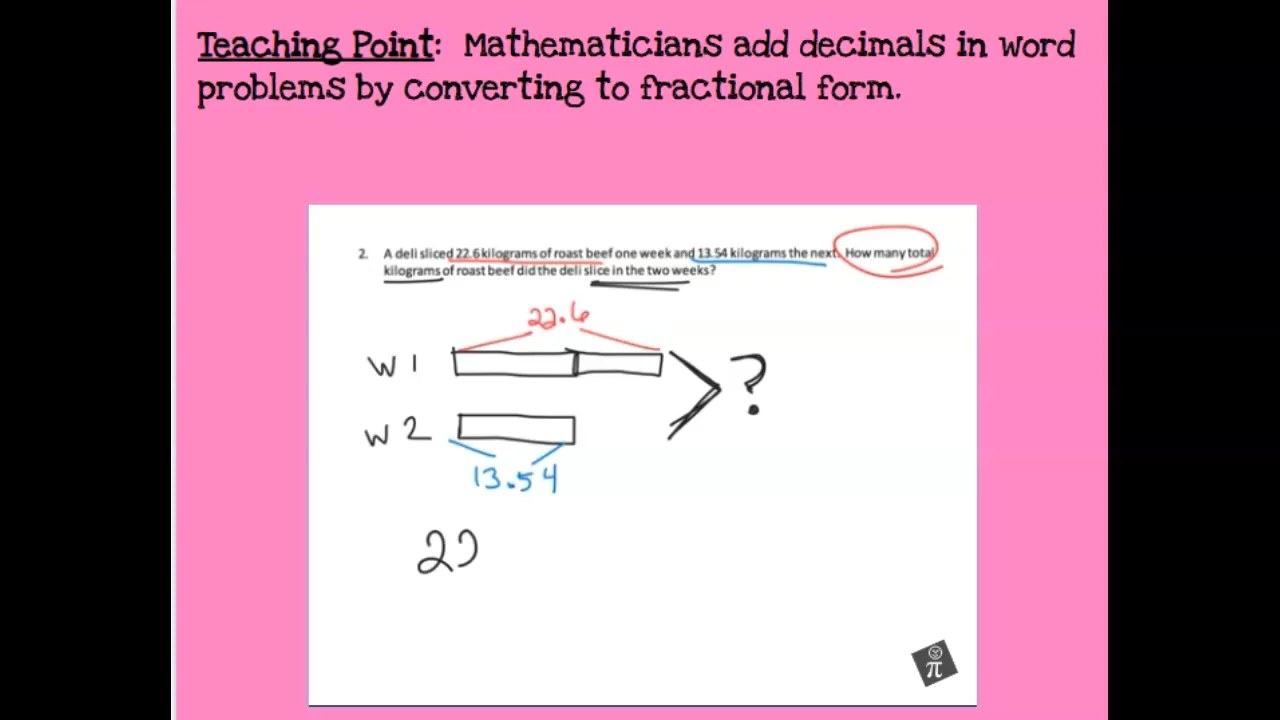 Teaching Point: Mathematicians add decimals in word
problems by converting to fractional form.
2. A deli sliced 22.6 kilograms of roast beef one week and 13.54 kilograms the next. How many total
kilograms of roast beef did the deli slice in the two weeks?
22.6
W 1
?
W 2
13.54
22
π